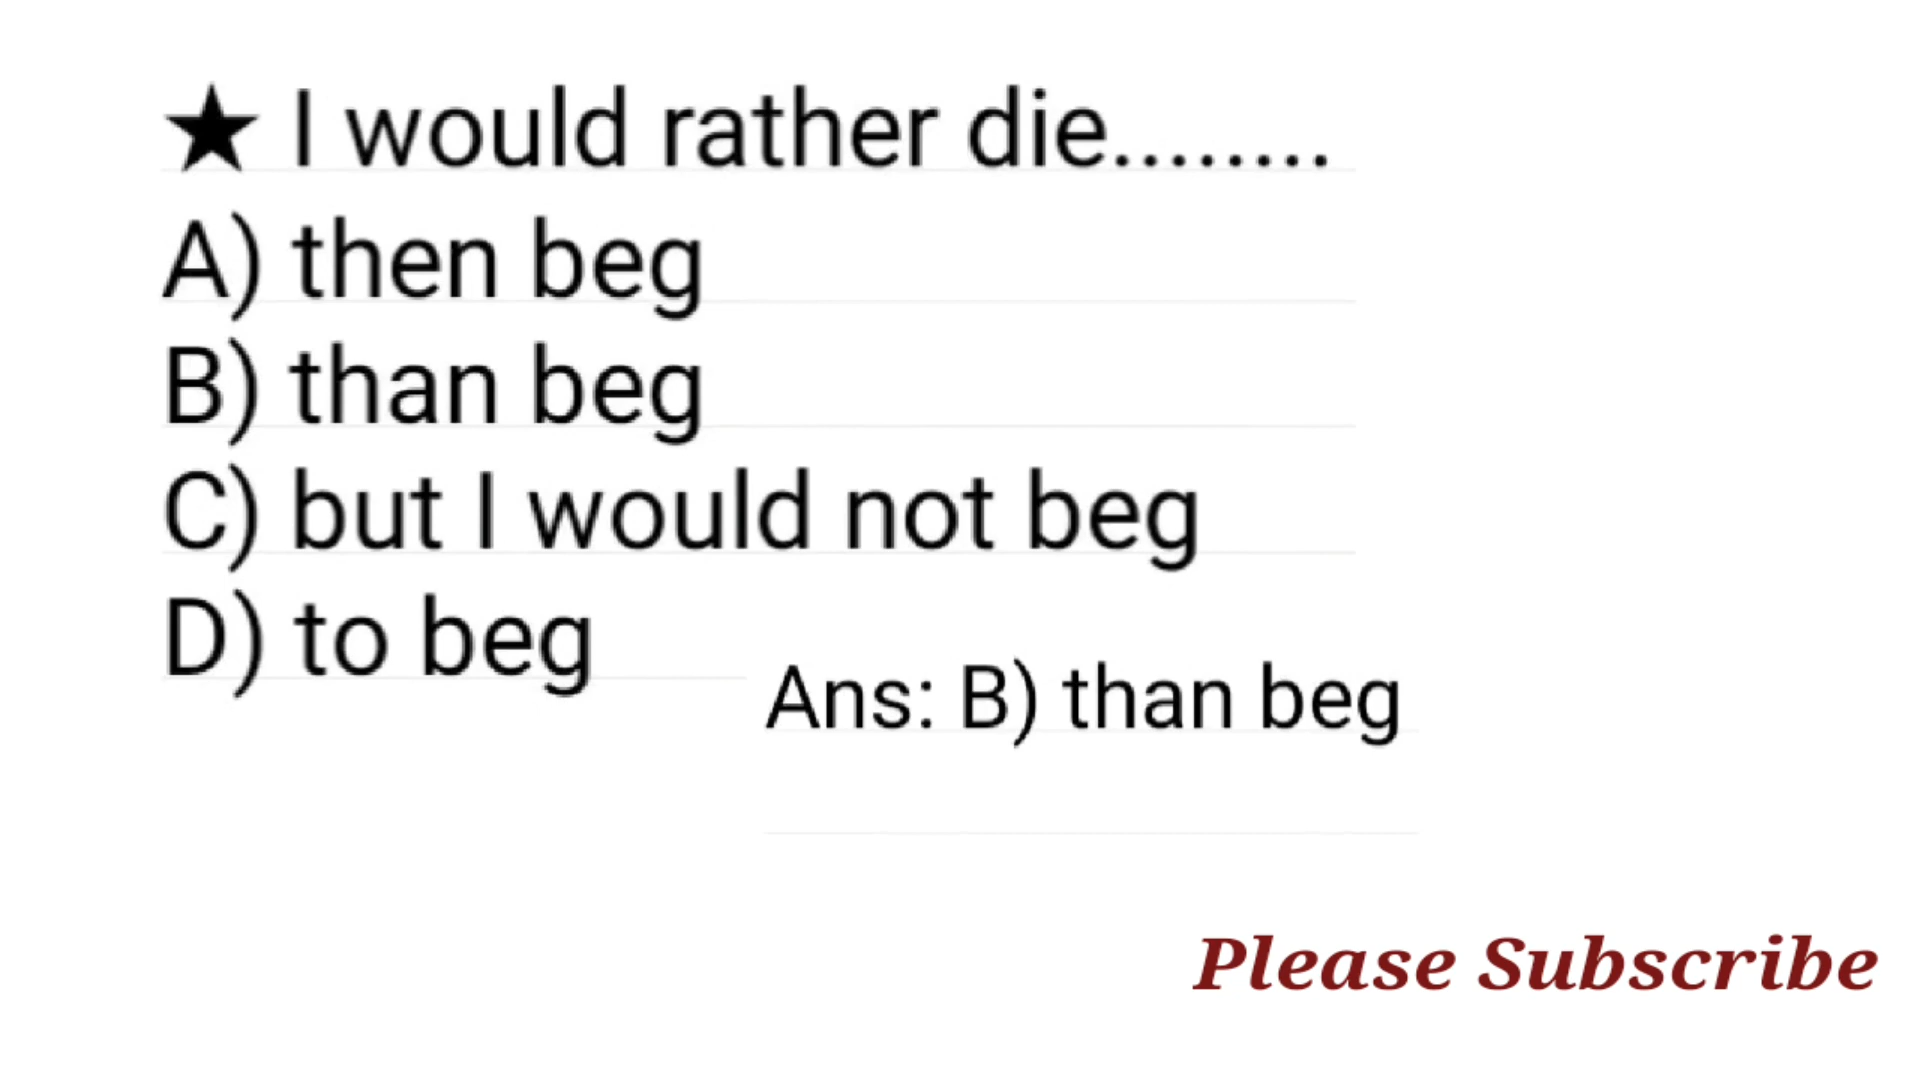 ★ I would rather die........
A) then beg
B) than beg
C) but I would not beg
D) to beg
Ans: B) than beg
Please Subscribe